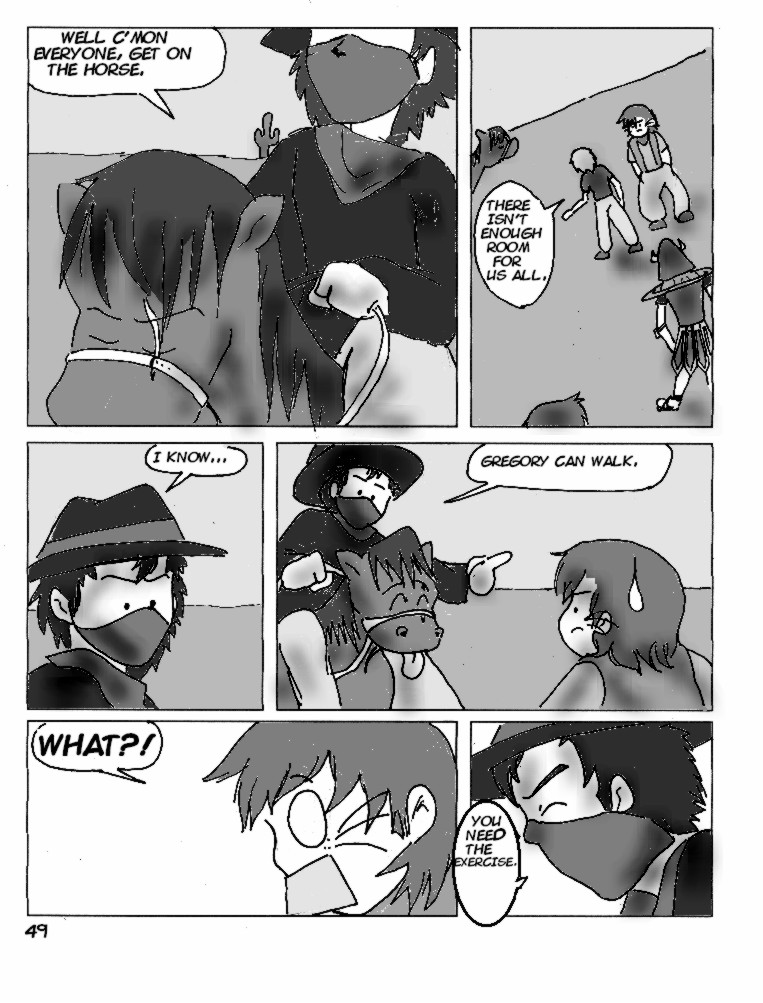 WELL C'MON
EVERYONE, GET ON
THE HORSE.
THERE
ISN'T
ENOUGH
ROOM
FOR
US ALL.
I KNOW...
GREGORY CAN WALK.
WHAT?!
YOU
NEED
THE
EXERCISE.
49